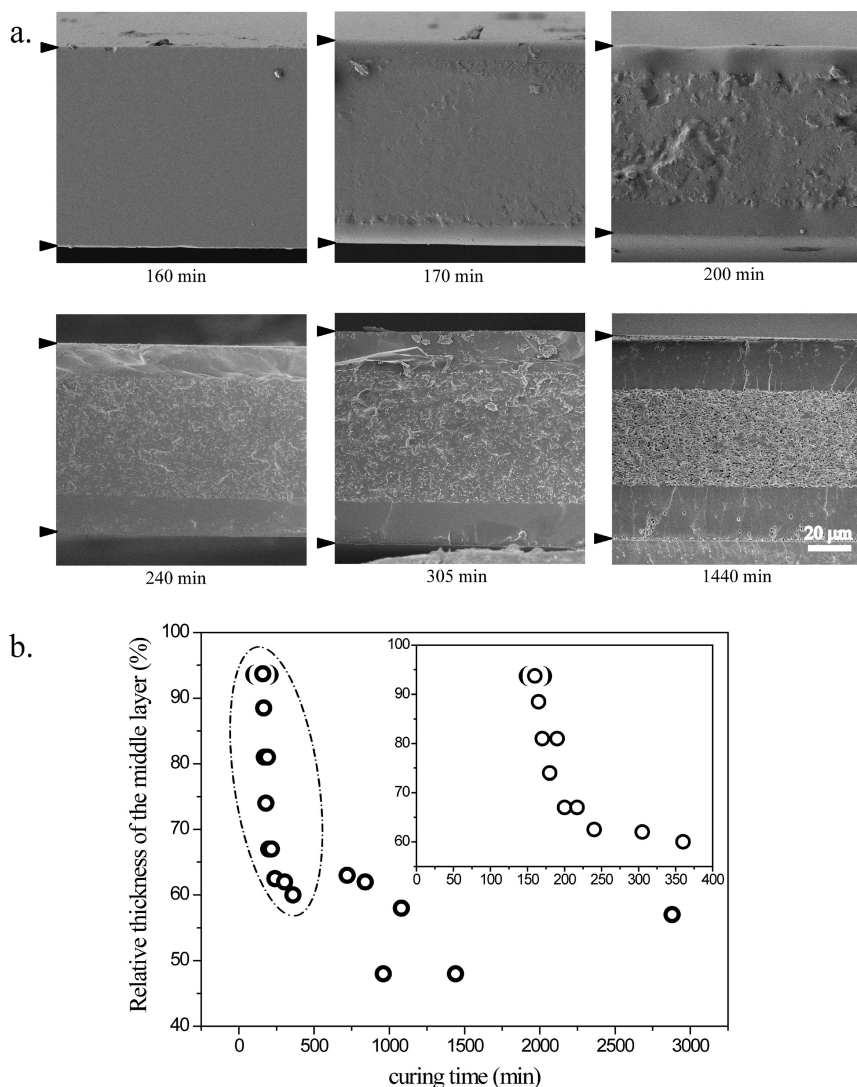 a.
160 min
170 min
200 min
20 μm
240 min
305 min
1440 min
b.
Relative thickness of the middle layer (%)
100
90
80
70
60
50
40
100
90
80
70
60
0 50 100 150 200 250 300 350 400
( )
( )
0 500 1000 1500 2000 2500 3000
curing time (min)